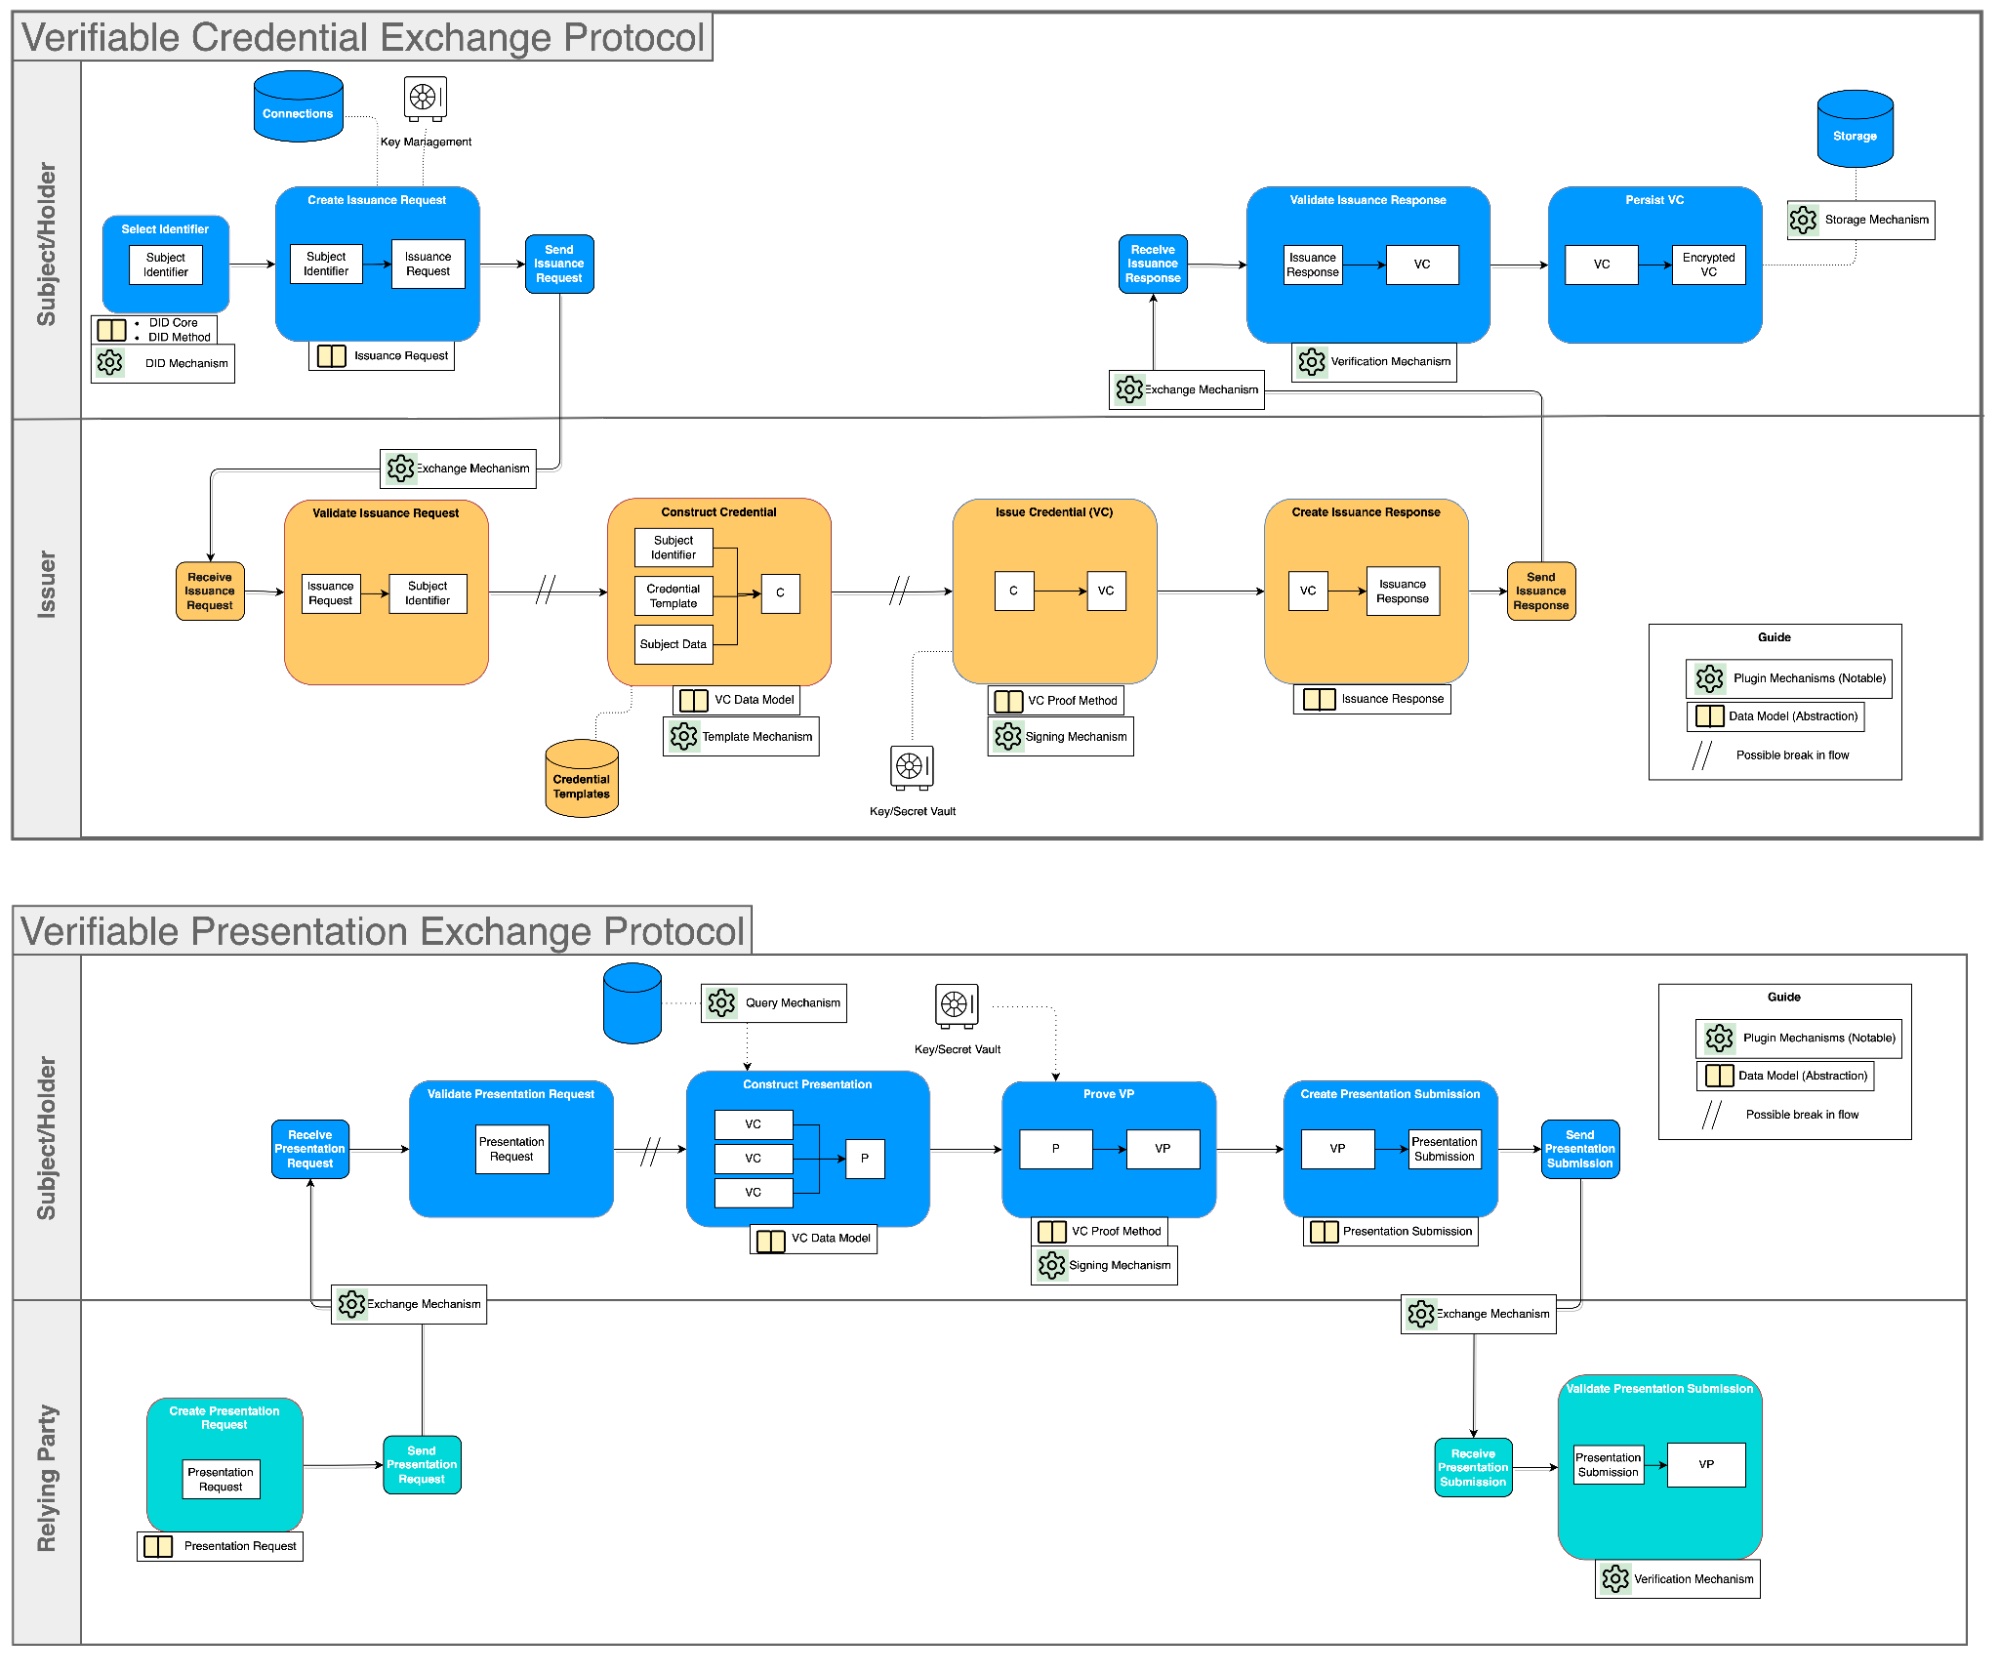 Verifiable Credential Exchange Protocol
Subject/Holder
Connections
Key Management
Storage
Storage Mechanism
Select Identifier
Subject
Identifier
DID Core
DID Method
DID Mechanism
Create Issuance Request
Subject
Identifier
Issuance
Request
Issuance Request
Send
Issuance
Request
Receive
Issuance
Response
Validate Issuance Response
Issuance
Response
VC
Verification Mechanism
Persist VC
VC
Encrypted
VC
Exchange Mechanism
Issuer
Exchange Mechanism
Receive
Issuance
Request
Validate Issuance Request
Issuance
Request
Subject
Identifier
Construct Credential
Subject
Identifier
Credential
Template
Subject Data
C
VC Data Model
Template Mechanism
Credential
Templates
Issue Credential (VC)
C
VC
VC Proof Method
Signing Mechanism
Key/Secret Vault
Create Issuance Response
VC
Issuance
Response
Issuance Response
Send
Issuance
Response
Guide
Plugin Mechanisms (Notable)
Data Model (Abstraction)
Possible break in flow
Verifiable Presentation Exchange Protocol
Subject/Holder
Query Mechanism
Key/Secret Vault
Guide
Plugin Mechanisms (Notable)
Data Model (Abstraction)
Possible break in flow
Receive
Presentation
Request
Validate Presentation Request
Presentation
Request
Construct Presentation
VC
VC
VC
P
VC Data Model
Prove VP
P
VP
VC Proof Method
Signing Mechanism
Create Presentation Submission
VP
Presentation
Submission
Presentation Submission
Send
Presentation
Submission
Exchange Mechanism
Exchange Mechanism
Relying Party
Create Presentation
Request
Presentation
Request
Presentation Request
Send
Presentation
Request
Receive
Presentation
Submission
Validate Presentation Submission
Presentation
Submission
VP
Verification Mechanism